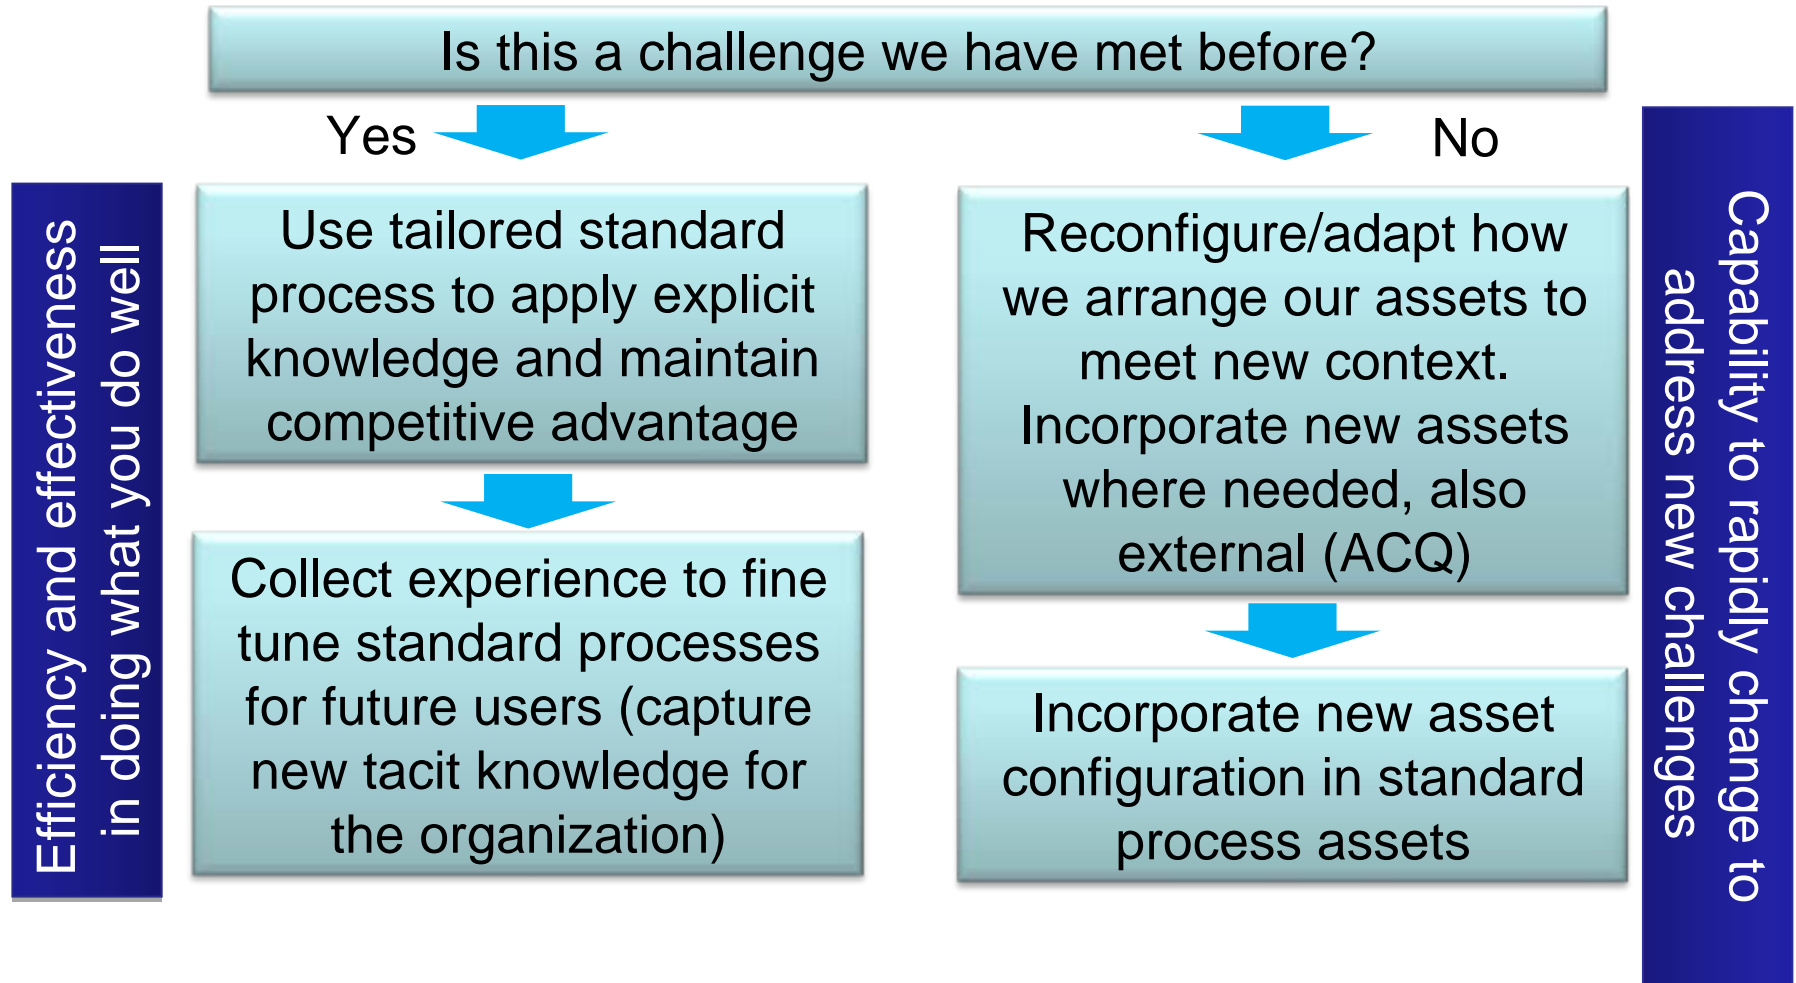 Is this a challenge we have met before?
Yes
No
Efficiency and effectiveness
in doing what you do well
Use tailored standard
process to apply explicit
knowledge and maintain
competitive advantage
Collect experience to fine
tune standard processes
for future users (capture
new tacit knowledge for
the organization)
Reconfigure/adapt how
we arrange our assets to
meet new context.
Incorporate new assets
where needed, also
external (ACQ)
Incorporate new asset
configuration in standard
process assets
Capability to rapidly change to
address new challenges